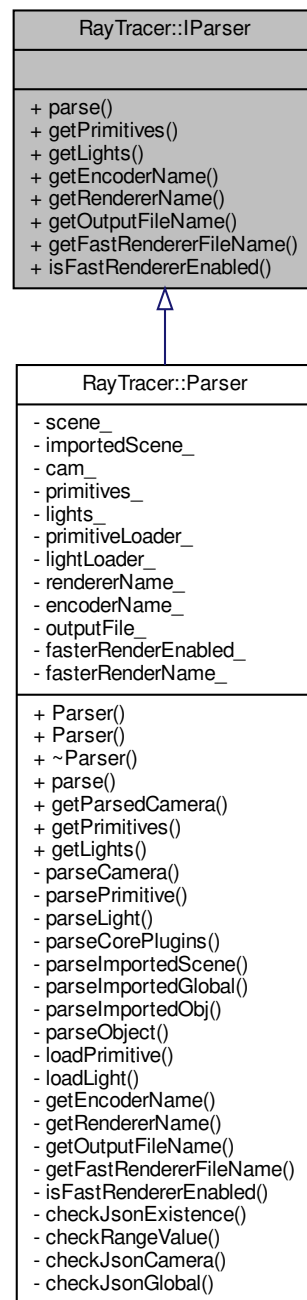 RayTracer::IParser
+ parse()
+ getPrimitives()
+ getLights()
+ getEncoderName()
+ getRendererName()
+ getOutputFileName()
+ getFastRendererFileName()
+ isFastRendererEnabled()
RayTracer::Parser
- scene_
- importedScene_
- cam_
- primitives_
- lights_
- primitiveLoader_
- lightLoader_
- rendererName_
- encoderName_
- outputFile_
- fasterRenderEnabled_
- fasterRenderName_
+ Parser()
+ Parser()
+ ~Parser()
+ parse()
+ getParsedCamera()
+ getPrimitives()
+ getLights()
- parseCamera()
- parsePrimitive()
- parseLight()
- parseCorePlugins()
- parseImportedScene()
- parseImportedGlobal()
- parseImportedObj()
- parseObject()
- loadPrimitive()
- loadLight()
- getEncoderName()
- getRendererName()
- getOutputFileName()
- getFastRendererFileName()
- isFastRendererEnabled()
- checkJsonExistence()
- checkRangeValue()
- checkJsonCamera()
- checkJsonGlobal()